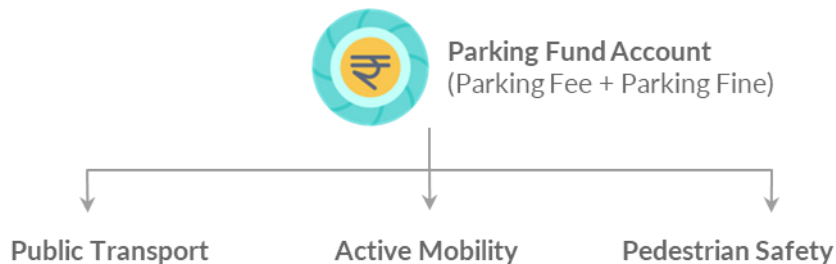 ₹
Parking Fund Account
(Parking Fee + Parking Fine)
Public Transport
Active Mobility
Pedestrian Safety